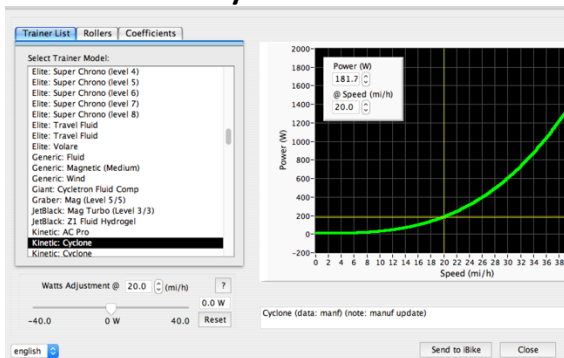 Trainer List Rollers Coefficients
Select Trainer Model:
Elite: Super Chrono (level 4)
Elite: Super Chrono (level 5)
Elite: Super Chrono (level 6)
Elite: Super Chrono (level 7)
Elite: Super Chrono (level 8)
Elite: Travel Fluid
Elite: Travel Fluid
Elite: Volare
Generic: Fluid
Generic: Magnetic (Medium)
Generic: Wind
Giant: Cycletron Fluid Comp
Graber: Mag (Level 5/5)
JetBlack: Mag Turbo (Level 3/3)
JetBlack: Z1 Fluid Hydrogel
Kinetic: AC Pro
Kinetic: Cyclone
Kinetic: Cyclone
Watts Adjustment @ 20.0 (mi/h) ?
0.0 W
-40.0 0 W 40.0 Reset
english
Power (W)
181.7
@ Speed (mi/h)
20.0
Power (W)
2000-
1800-
1600-
1400-
1200-
1000-
800-
600-
400-
200-
0-
-200-
0 2 4 6 8 10 12 14 16 18 20 22 24 26 28 30 32 34 36 38
Speed (mi/h)
Cyclone (data: manf) (note: manuf update)
Send to iBike Close